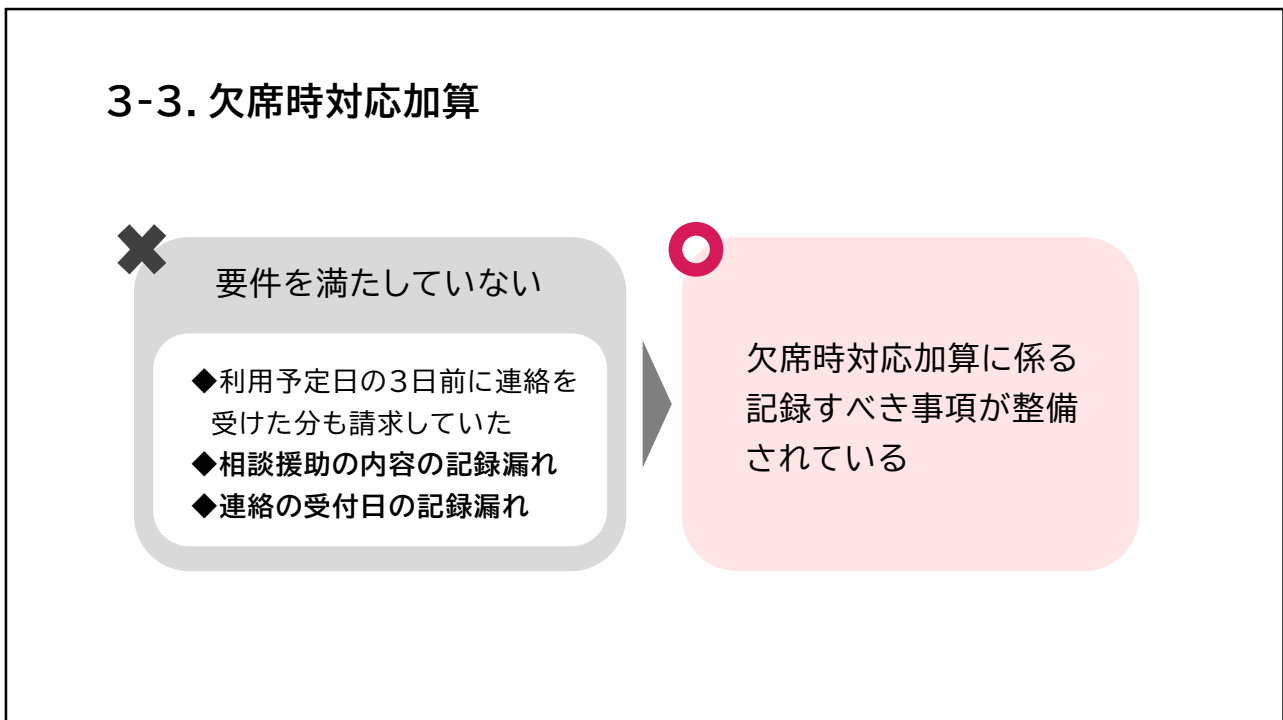 3-3. 欠席時対応加算
要件を満たしていない
◆利用予定日の3日前に連絡を
受けた分も請求していた
◆相談援助の内容の記録漏れ
◆連絡の受付日の記録漏れ
欠席時対応加算に係る
記録すべき事項が整備
されている